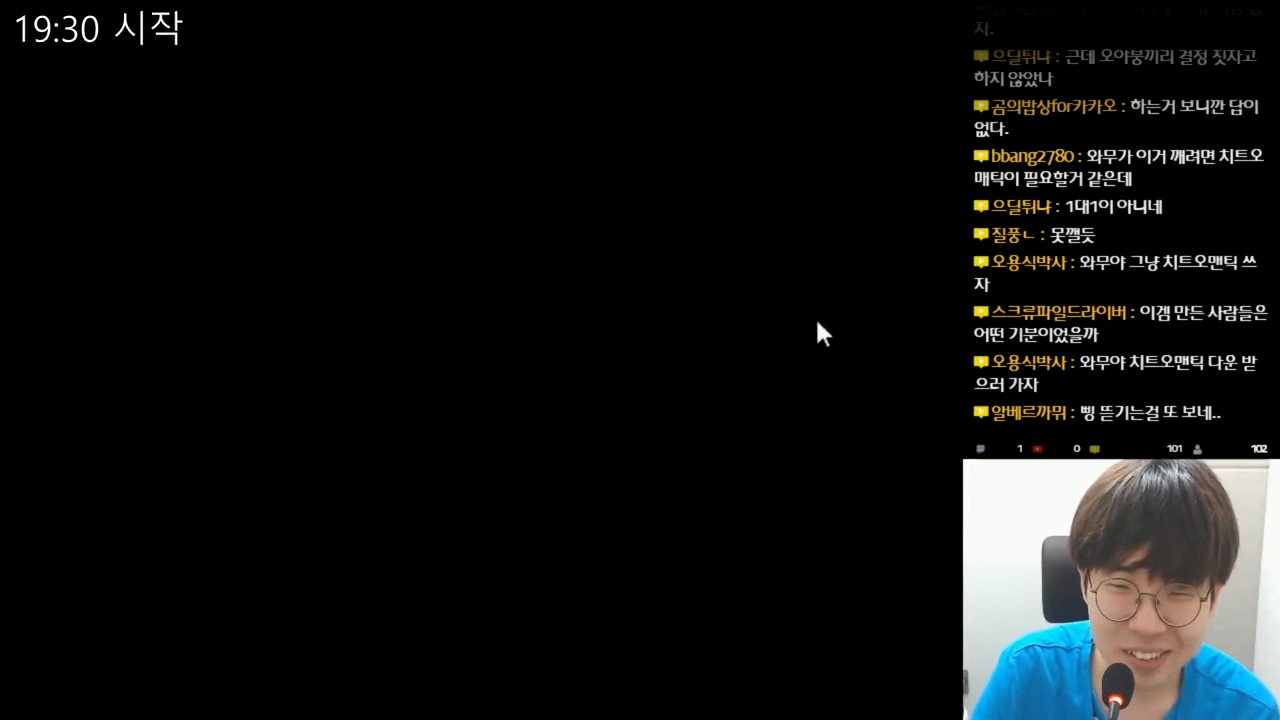 19:30 시작
자.
으딜튀냐 : 근데 오야붕끼리 결정 짓자고
하지 않았나
곰의밥상for카카오 : 하는거 보니깐 답이
없다.
bbang2780 : 와무가 이거 깨려면 치트오
매틱이 필요할거 같은데
으딜튀냐 : 1대1이 아니네
질풍ㄴ : 못깰듯
오용식박사 : 와무야 그냥 치트오맨틱 쓰
자
스크류파일드라이버 : 이겜 만든 사람들은
어떤 기분이었을까
오용식박사 : 와무야 치트오맨틱 다운 받
으러 가자
알베르까뮈 : 삥 뜯기는걸 또 보네..
1 0 101 102